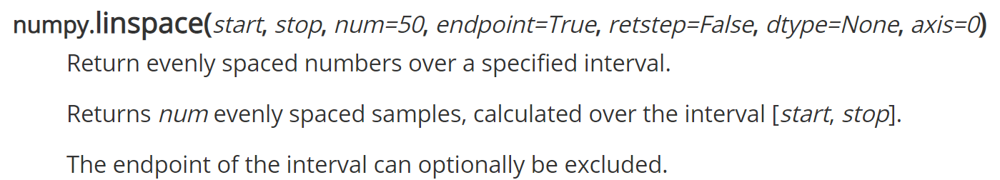 numpy.linspace(start, stop, num=50, endpoint=True, retstep=False, dtype=None, axis=0)
Return evenly spaced numbers over a specified interval.
Returns num evenly spaced samples, calculated over the interval [start, stop].
The endpoint of the interval can optionally be excluded.